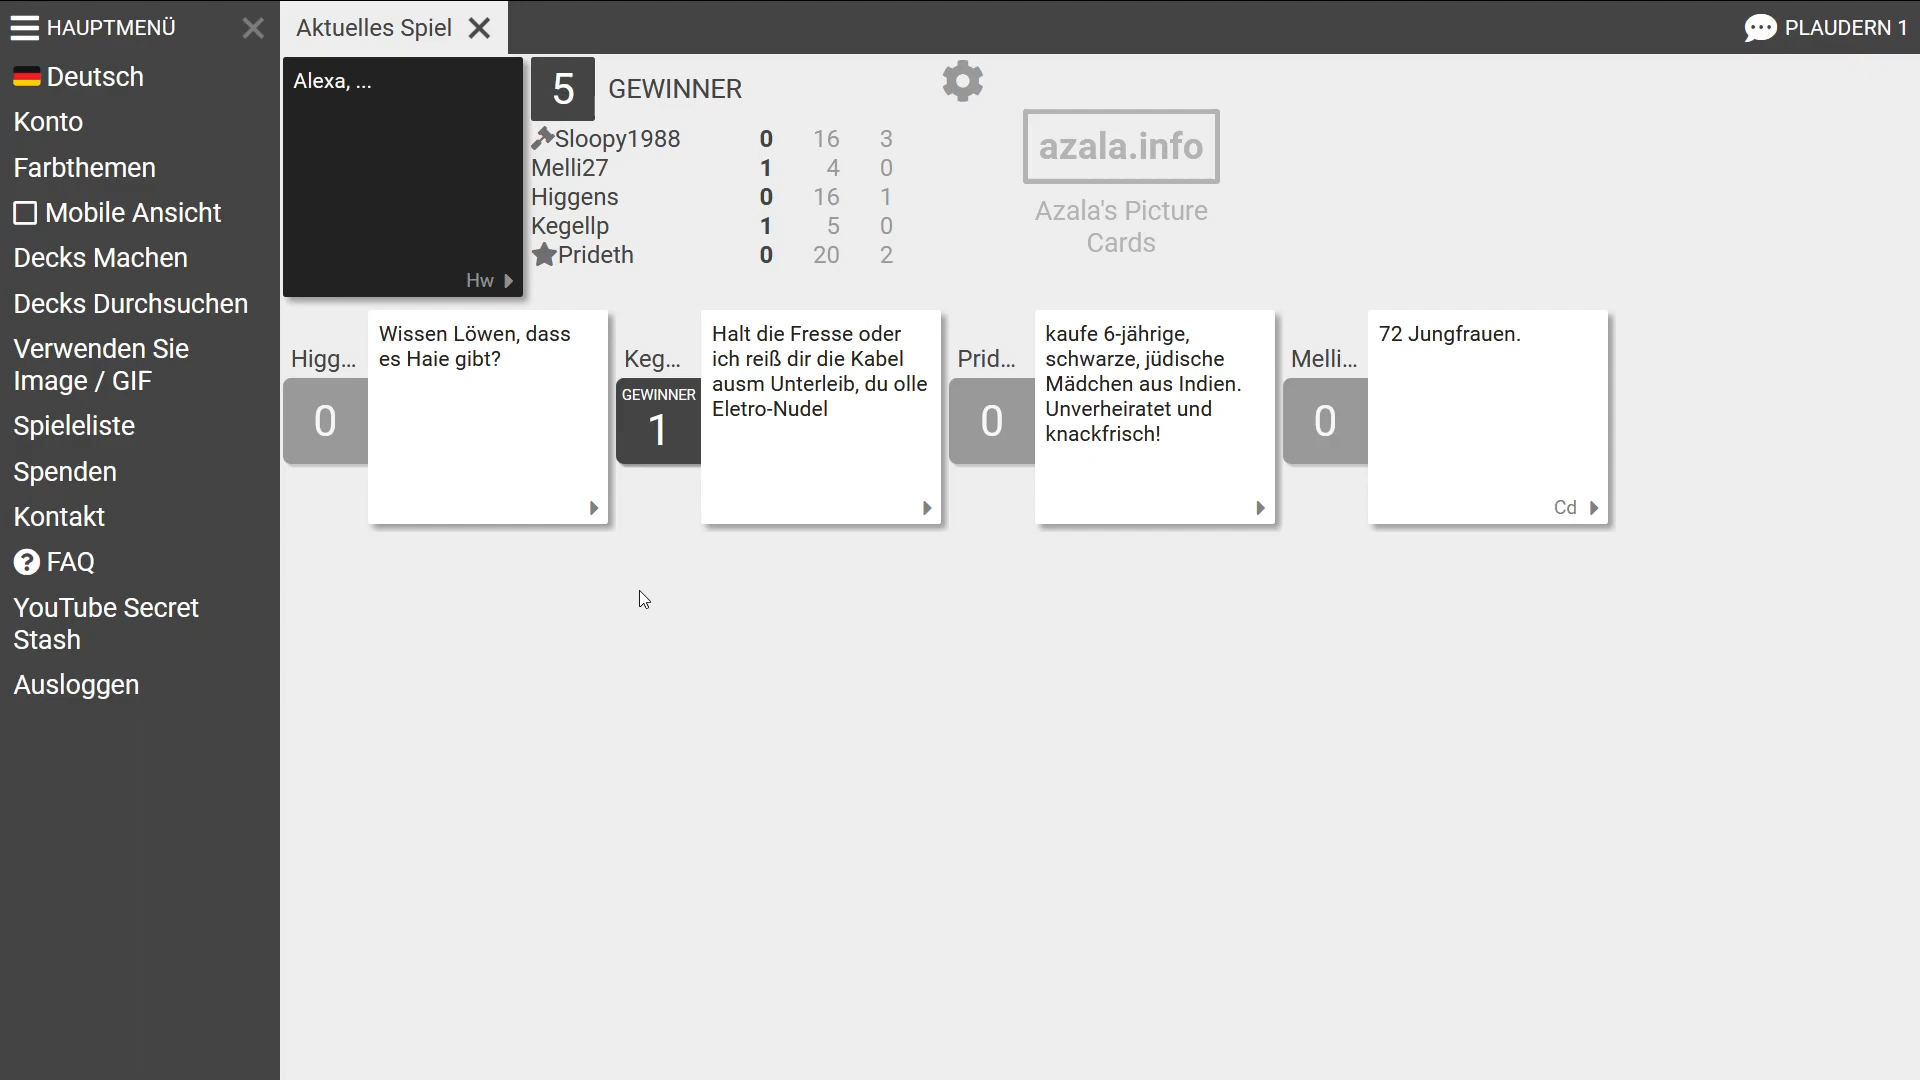 HAUPTMENÜ
Aktuelles Spiel
PLAUDERN 1
Deutsch
Konto
Farbthemen
Mobile Ansicht
Decks Machen
Decks Durchsuchen
Verwenden Sie
Image / GIF
Spieleliste
Spenden
Kontakt
FAQ
YouTube Secret
Stash
Ausloggen
Alexa, ...
Hw
5 GEWINNER
Sloopy1988 0 16 3
Melli27 1 4 0
Higgens 0 16 1
Kegellp 1 5 0
Prideth 0 20 2
azala.info
Azala's Picture
Cards
Higg...
0
Wissen Löwen, dass
es Haie gibt?
Keg...
GEWINNER
1
Halt die Fresse oder
ich reiß dir die Kabel
ausm Unterleib, du olle
Eletro-Nudel
Prid...
0
kaufe 6-jährige,
schwarze, jüdische
Mädchen aus Indien.
Unverheiratet und
knackfrisch!
Melli...
0
72 Jungfrauen.
Cd